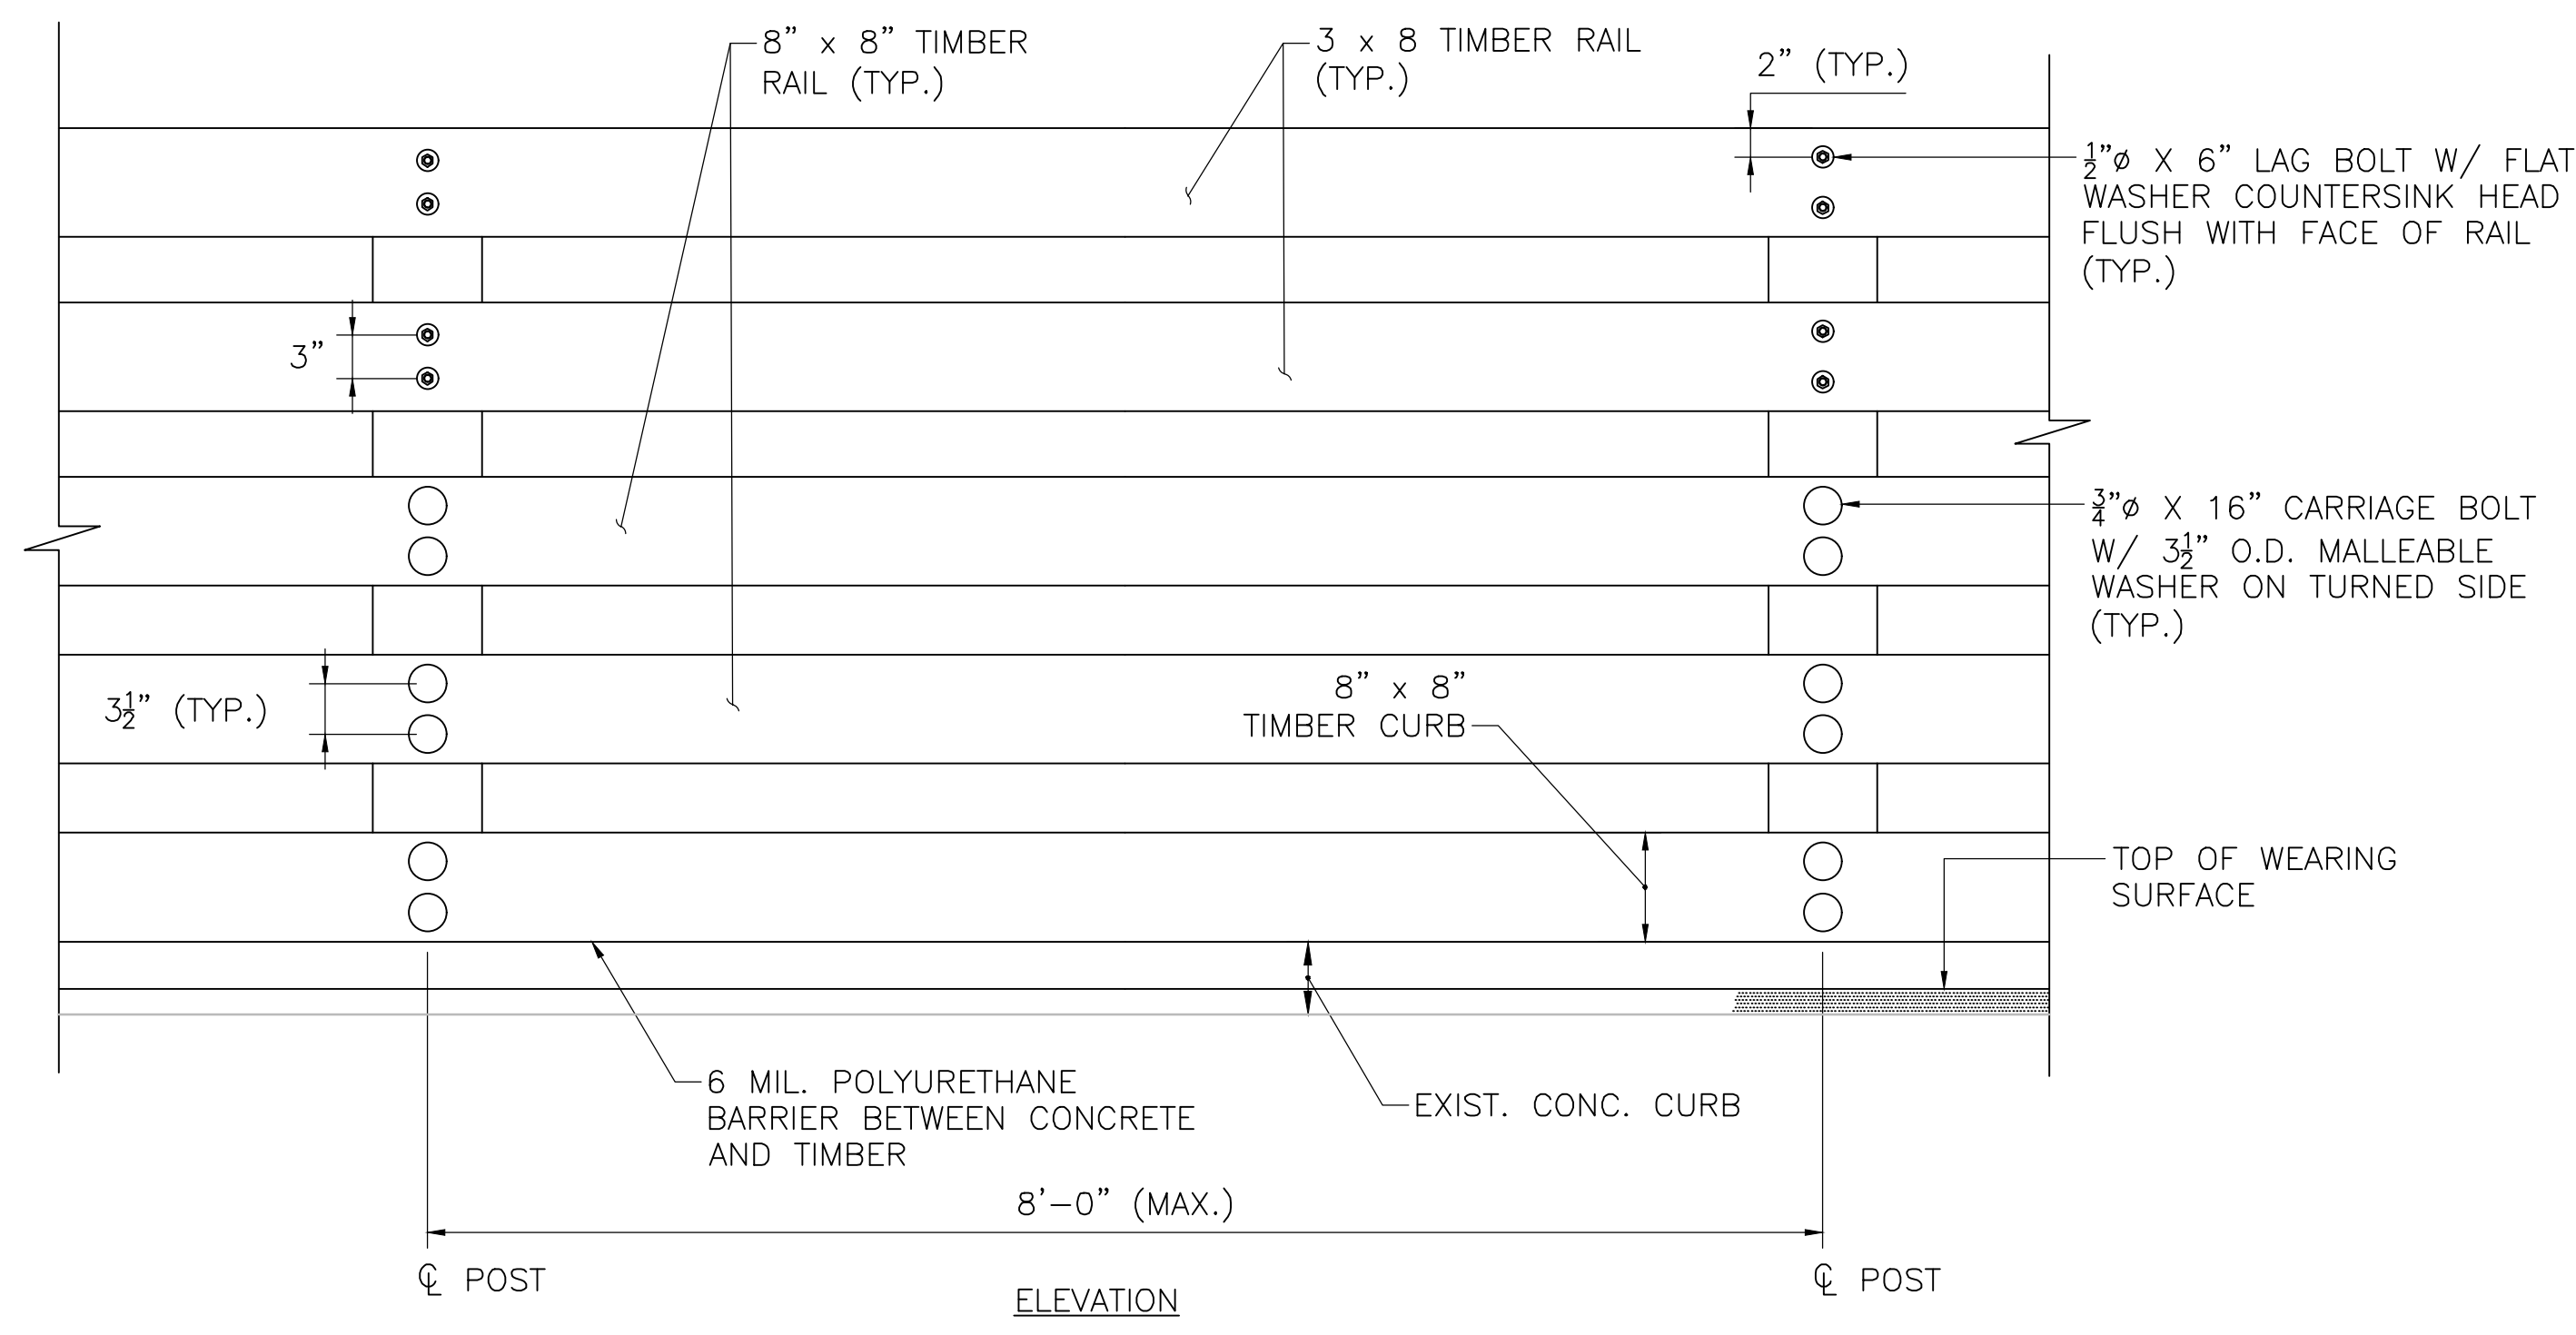 8” x 8” TIMBER
RAIL (TYP.)
3 x 8 TIMBER RAIL
(TYP.)
2” (TYP.)
½”ø X 6” LAG BOLT W/ FLAT
WASHER COUNTERSINK HEAD
FLUSH WITH FACE OF RAIL
(TYP.)
3”
¾”ø X 16” CARRIAGE BOLT
W/ 3½” O.D. MALLEABLE
WASHER ON TURNED SIDE
(TYP.)
3½” (TYP.)
8” x 8”
TIMBER CURB
TOP OF WEARING
SURFACE
6 MIL. POLYURETHANE
BARRIER BETWEEN CONCRETE
AND TIMBER
EXIST. CONC. CURB
8’-0” (MAX.)
℄ POST
℄ POST
ELEVATION